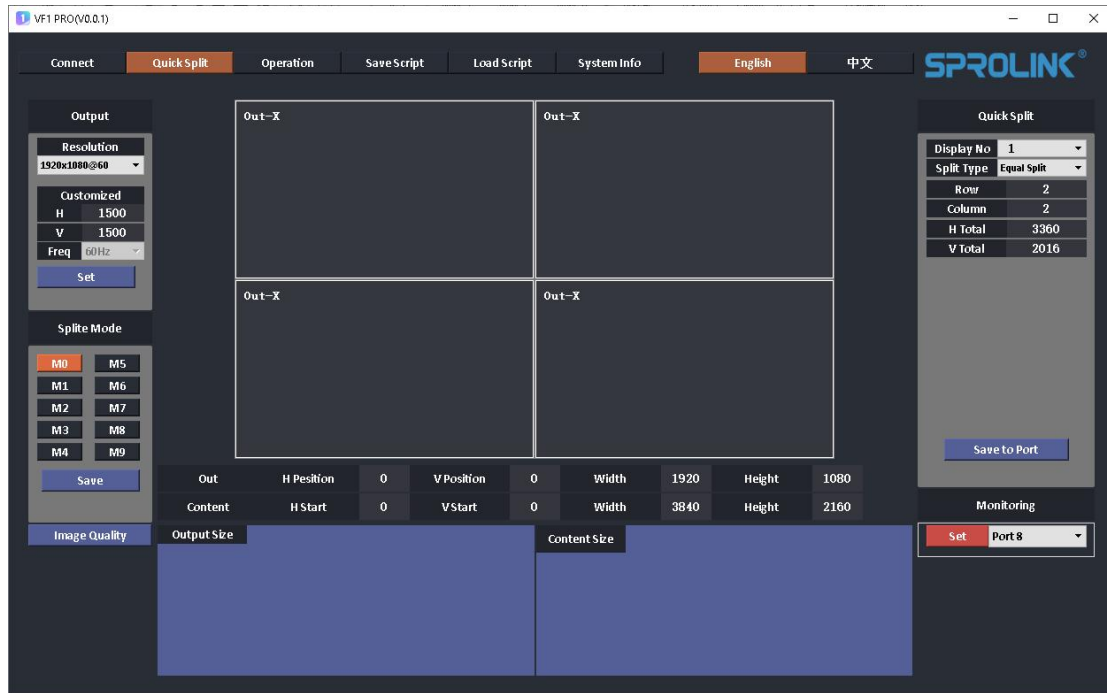 VF1 PRO(V0.0.1)
Connect Quick Split Operation Save Script Load Script System Info English 中文 SPROLINK®
Output
Resolution
1920x1080@60
Customized
H 1500
V 1500
Freq 60Hz
Set
Splite Mode
M0 M5
M1 M6
M2 M7
M3 M8
M4 M9
Save
Image Quality
Out-X Out-X
Out-X Out-X
Out H Pesition 0 V Position 0 Width 1920 Height 1080
Content H Start 0 V Start 0 Width 3840 Height 2160
Output Size Content Size
Quick Split
Display No 1
Split Type Equal Split
Row 2
Column 2
H Total 3360
V Total 2016
Save to Port
Monitoring
Set Port 8